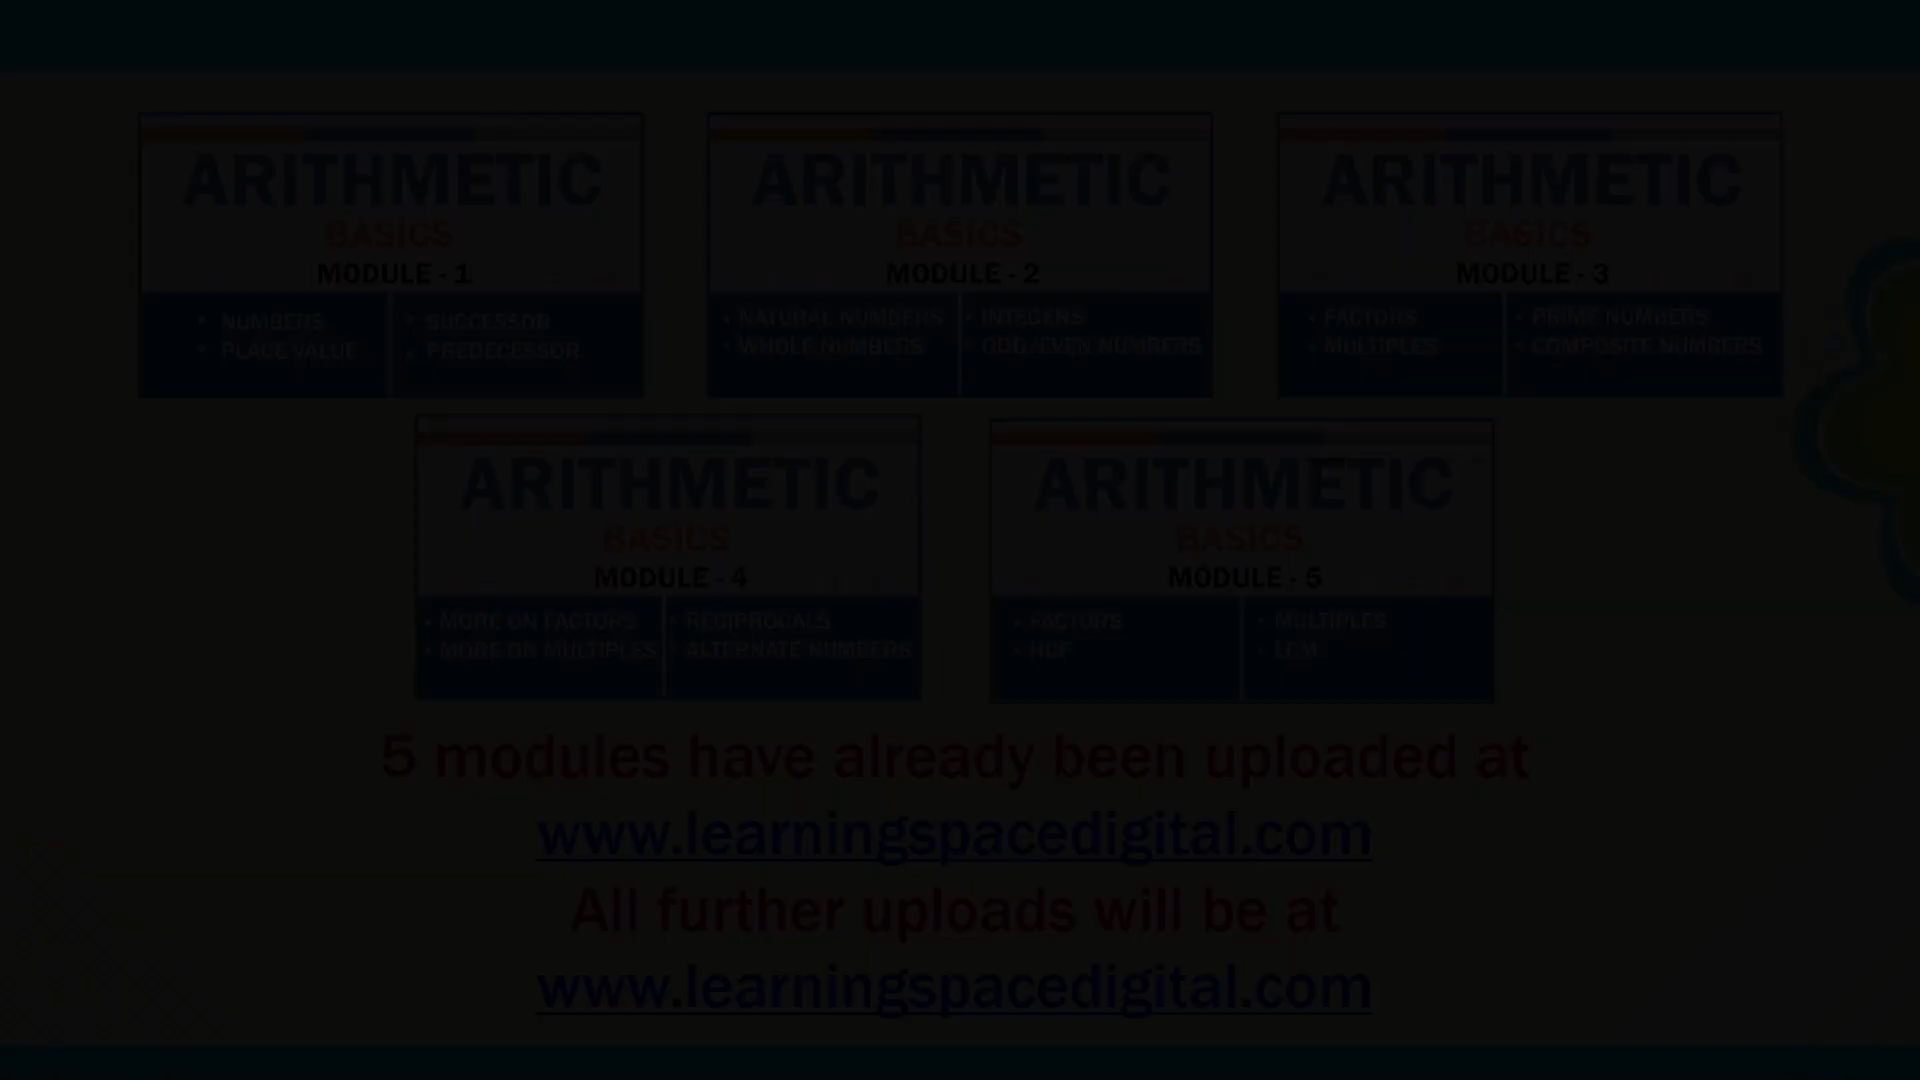 ARITHMETIC
BASICS
MODULE - 1
• NUMBERS
• PLACE VALUE
• SUCCESSOR
• PREDECESSOR
ARITHMETIC
BASICS
MODULE - 2
• NATURAL NUMBERS
• WHOLE NUMBERS
• INTEGERS
• ODD/EVEN NUMBERS
ARITHMETIC
BASICS
MODULE - 3
• FACTORS
• MULTIPLES
• PRIME NUMBERS
• COMPOSITE NUMBERS
ARITHMETIC
BASICS
MODULE - 4
• MORE ON FACTORS
• MORE ON MULTIPLES
• RECIPROCALS
• ALTERNATE NUMBERS
ARITHMETIC
BASICS
MODULE - 5
• FACTORS
• HCF
• MULTIPLES
• LCM
5 modules have already been uploaded at
www.learningspacedigital.com
All further uploads will be at
www.learningspacedigital.com